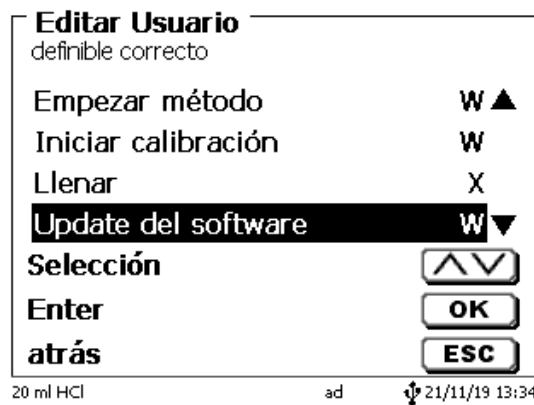 Editar Usuario
definible correcto
Empezar método W
Iniciar calibración W
Llenar X
Update del software W
Selección
Enter OK
atrás ESC
20 ml HCl ad 21/11/19 13:34